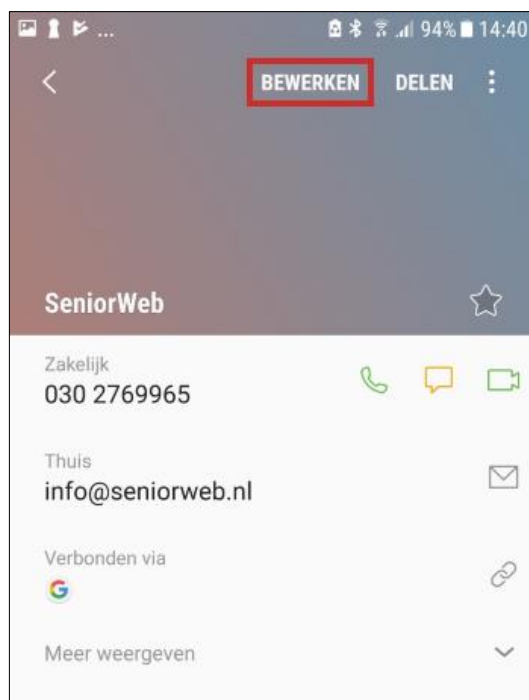 ... 94% 14:40
BEWERKEN DELEN
SeniorWeb
Zakelijk
030 2769965
Thuis
info@seniorweb.nl
Verbonden via
G
Meer weergeven